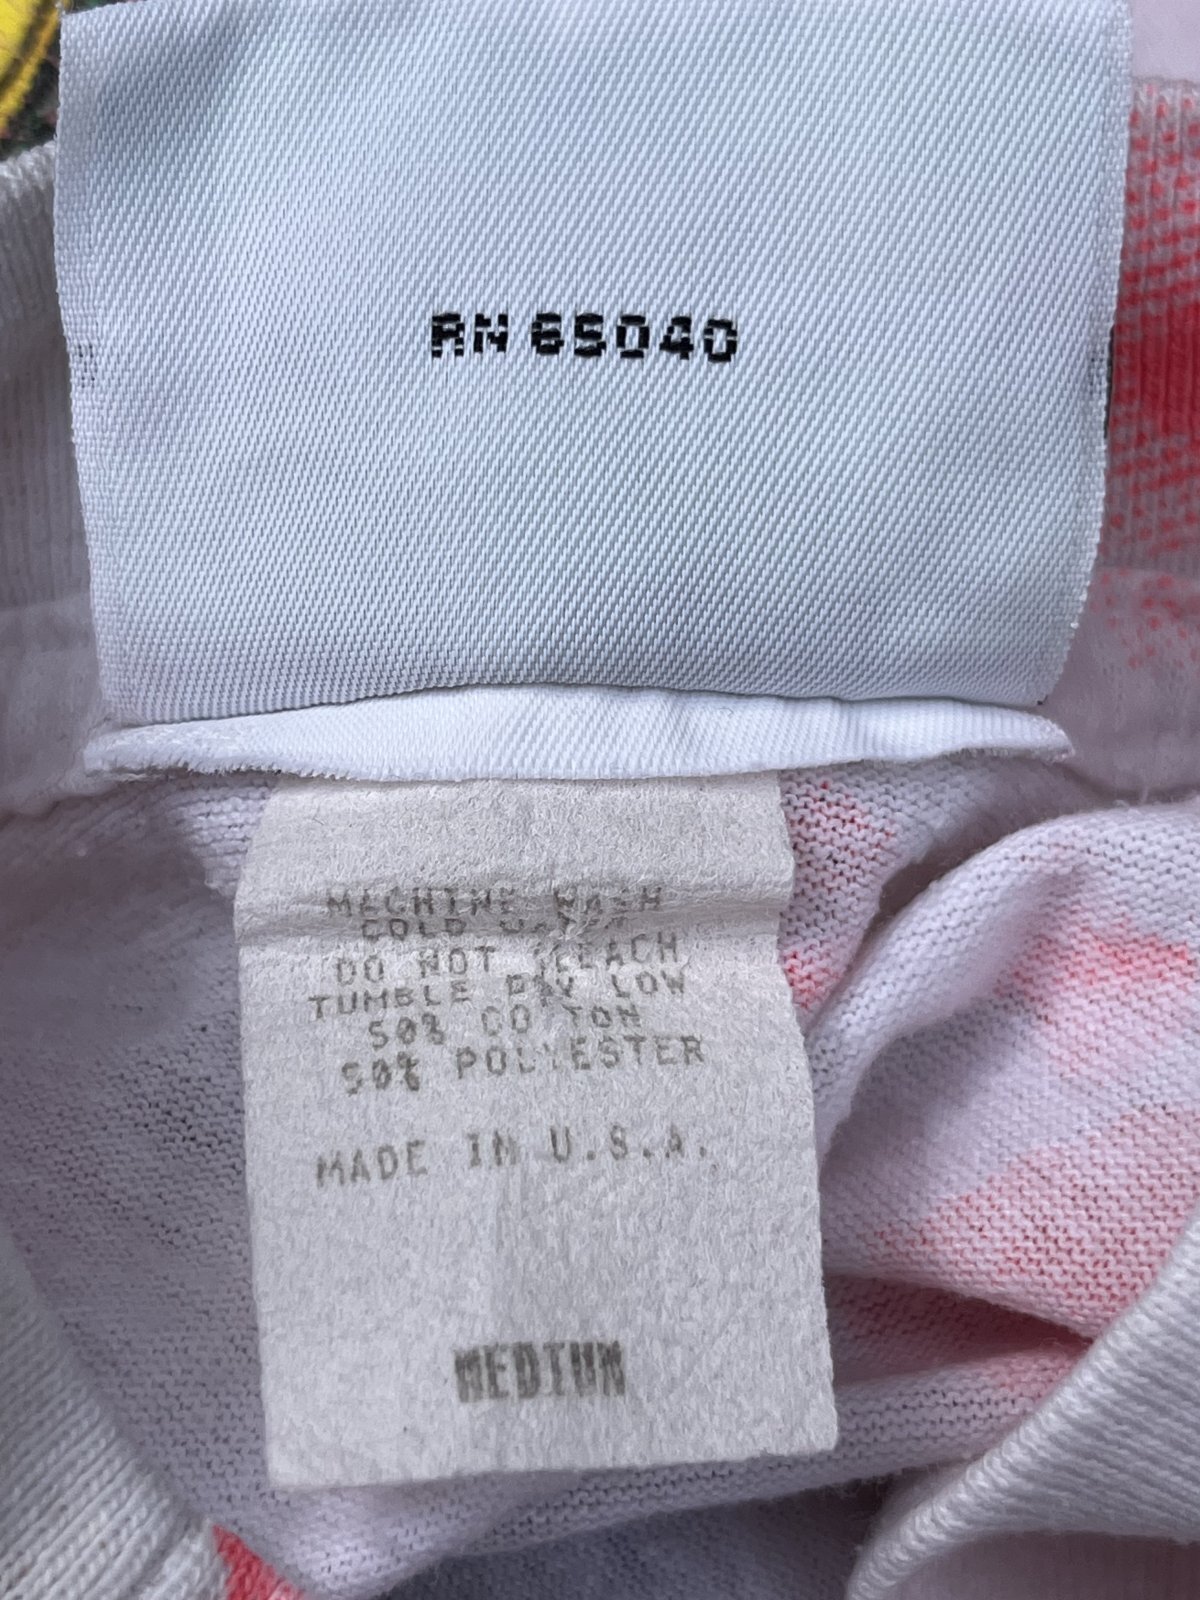 RN 65040
MACHINE WASH
COLD WATER
DO NOT BLEACH
TUMBLE DRY LOW
50% COTTON
50% POLYESTER
MADE IN U.S.A.
MEDIUM